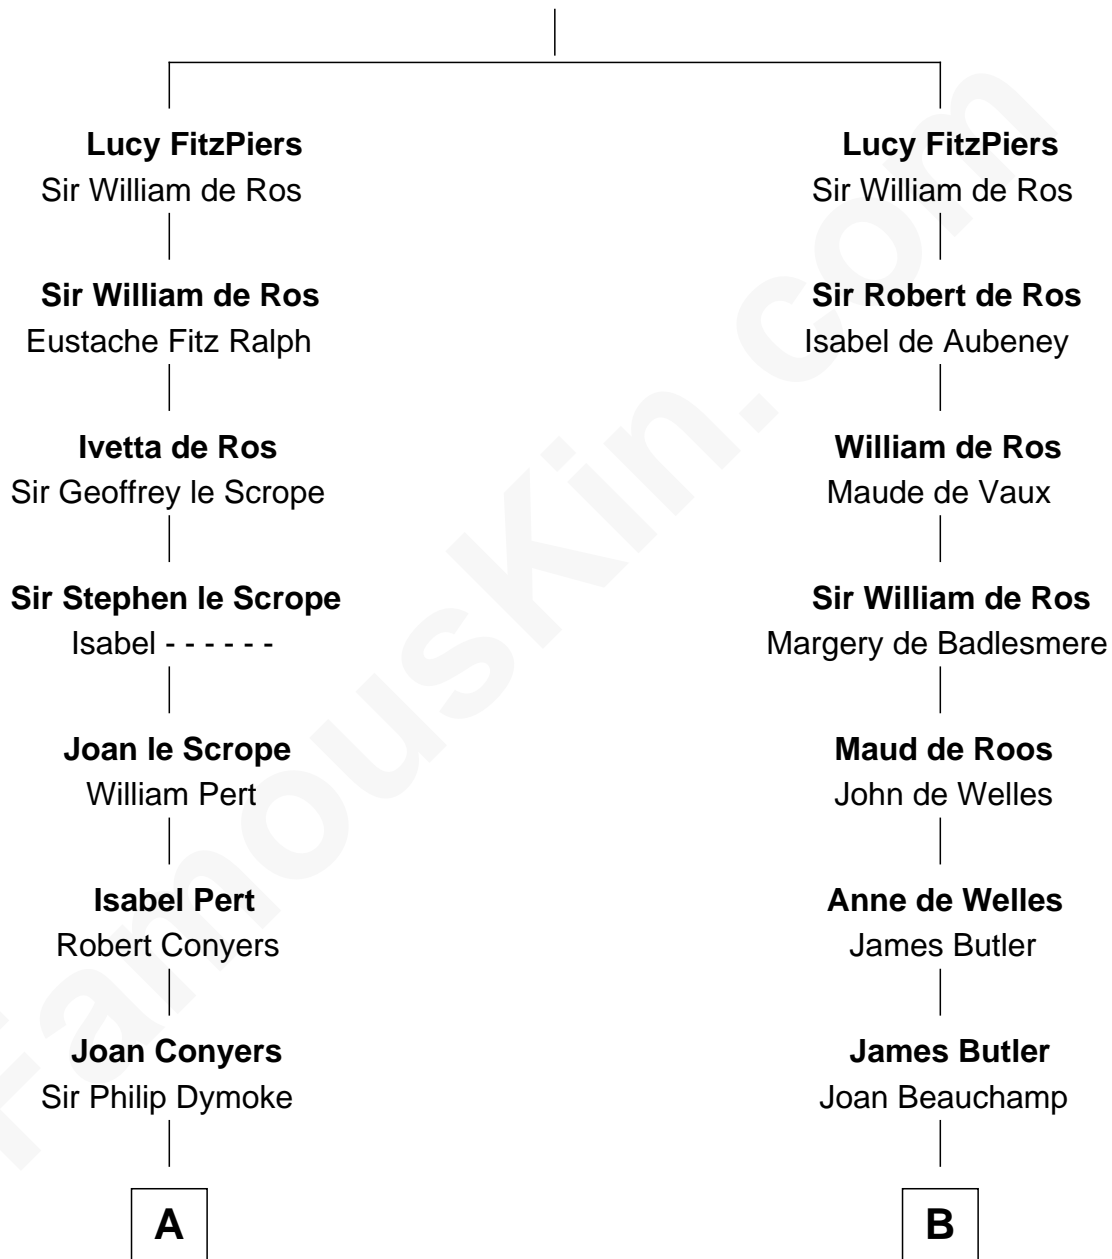 Lucy FitzPiers
Sir William de Ros
Sir William de Ros
Eustache Fitz Ralph
Ivetta de Ros
Sir Geoffrey le Scrope
Sir Stephen le Scrope
Isabel - - - - - -
Joan le Scrope
William Pert
Isabel Pert
Robert Conyers
Joan Conyers
Sir Philip Dymoke
A
Lucy FitzPiers
Sir William de Ros
Sir Robert de Ros
Isabel de Aubeney
William de Ros
Maude de Vaux
Sir William de Ros
Margery de Badlesmere
Maud de Roos
John de Welles
Anne de Welles
James Butler
James Butler
Joan Beauchamp
B
FamousKin.com